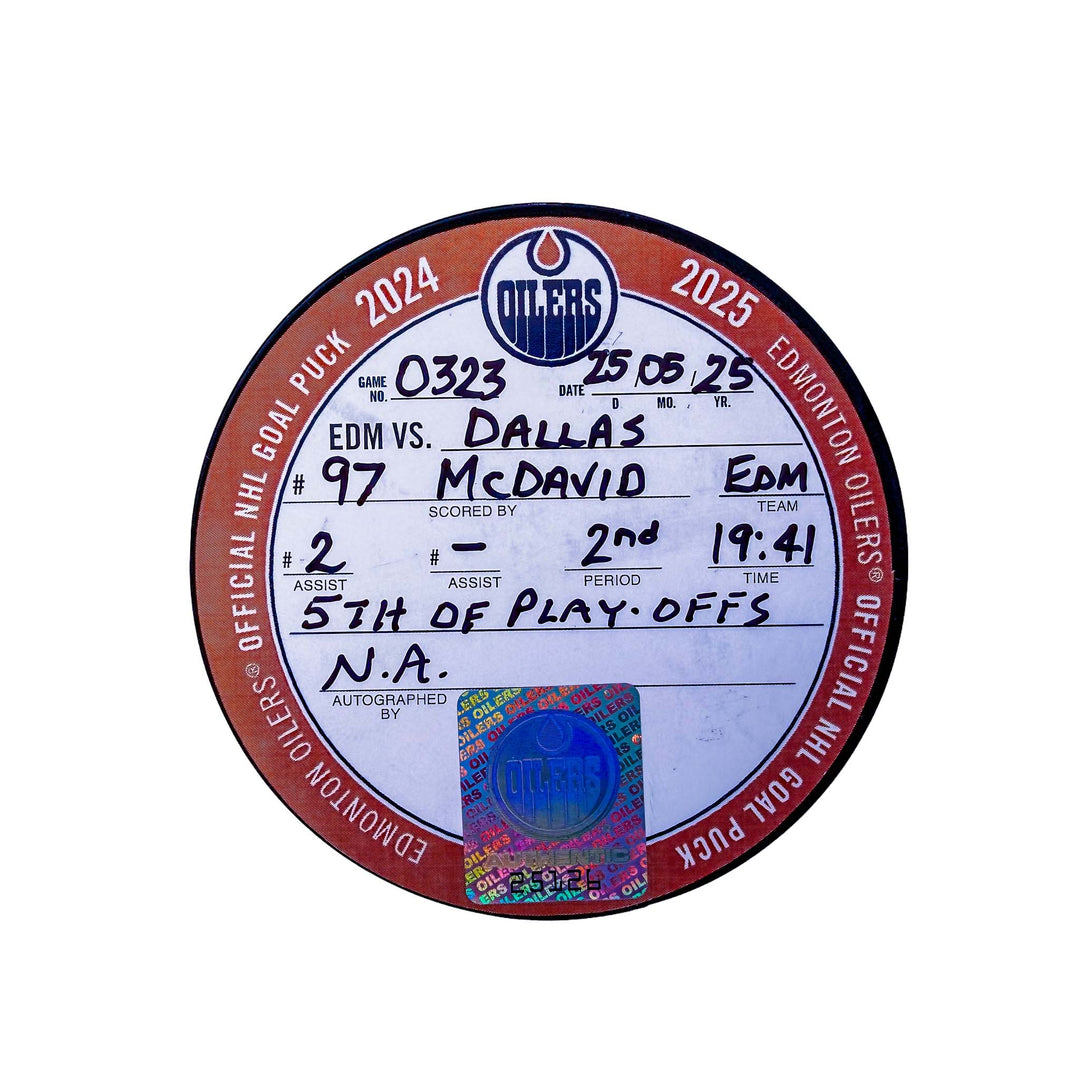 2024
2025
OFFICIAL NHL GOAL PUCK
EDMONTON OILERS®
OILERS
GAME NO. 0323 DATE 25/05/25
D MO. YR.
EDM VS. DALLAS
# 97 McDAVID EDM
SCORED BY TEAM
# 2 # – 2nd 19:41
ASSIST ASSIST PERIOD TIME
5TH OF PLAY-OFFS
N.A.
AUTOGRAPHED
BY
OILERS
AUTHENTIC
25126
EDMONTON OILERS®
OFFICIAL NHL GOAL PUCK